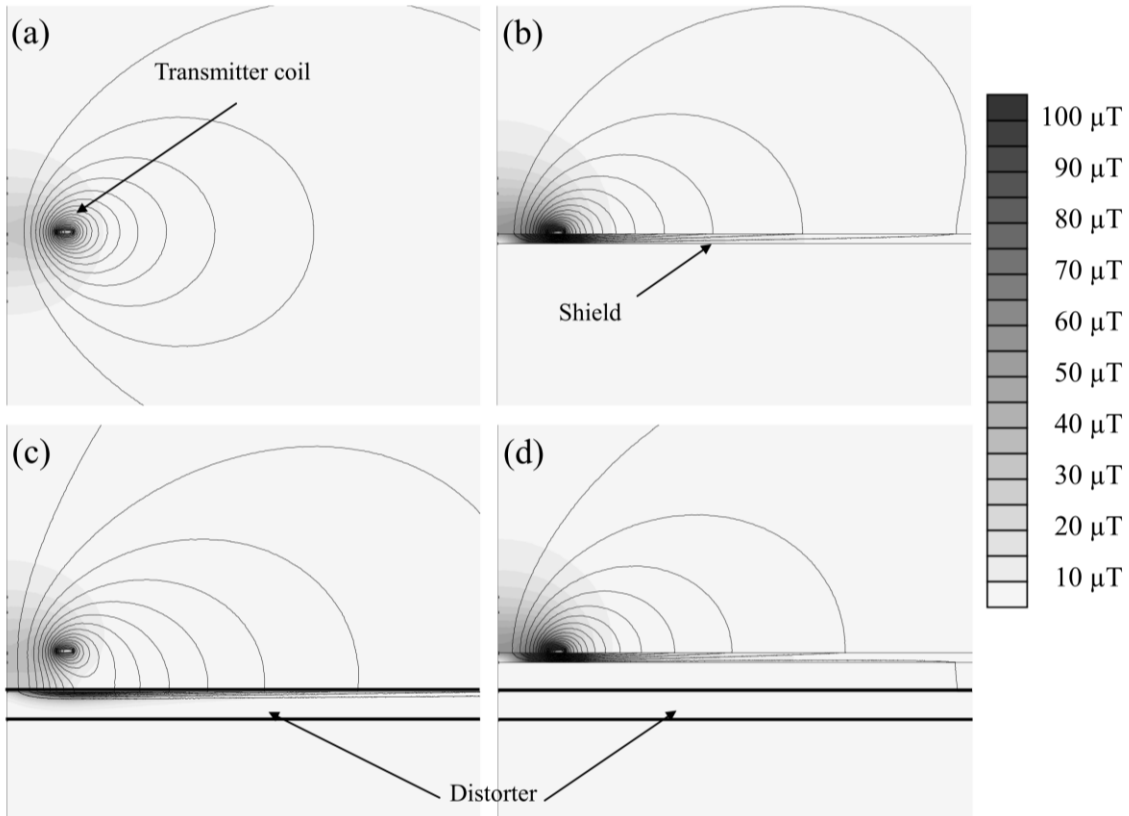 (a)
Transmitter coil
(b)
Shield
100 µT
90 µT
80 µT
70 µT
60 µT
50 µT
40 µT
30 µT
20 µT
10 µT
(c)
(d)
Distorter